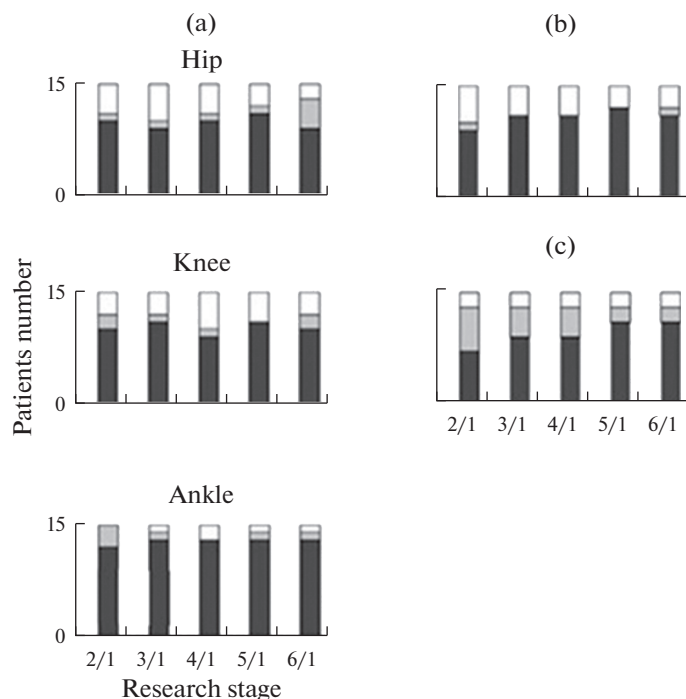 (a)
Hip
15
0
Knee
15
0
Patients number
Ankle
15
0
2/1 3/1 4/1 5/1 6/1
Research stage
(b)
(c)
2/1 3/1 4/1 5/1 6/1